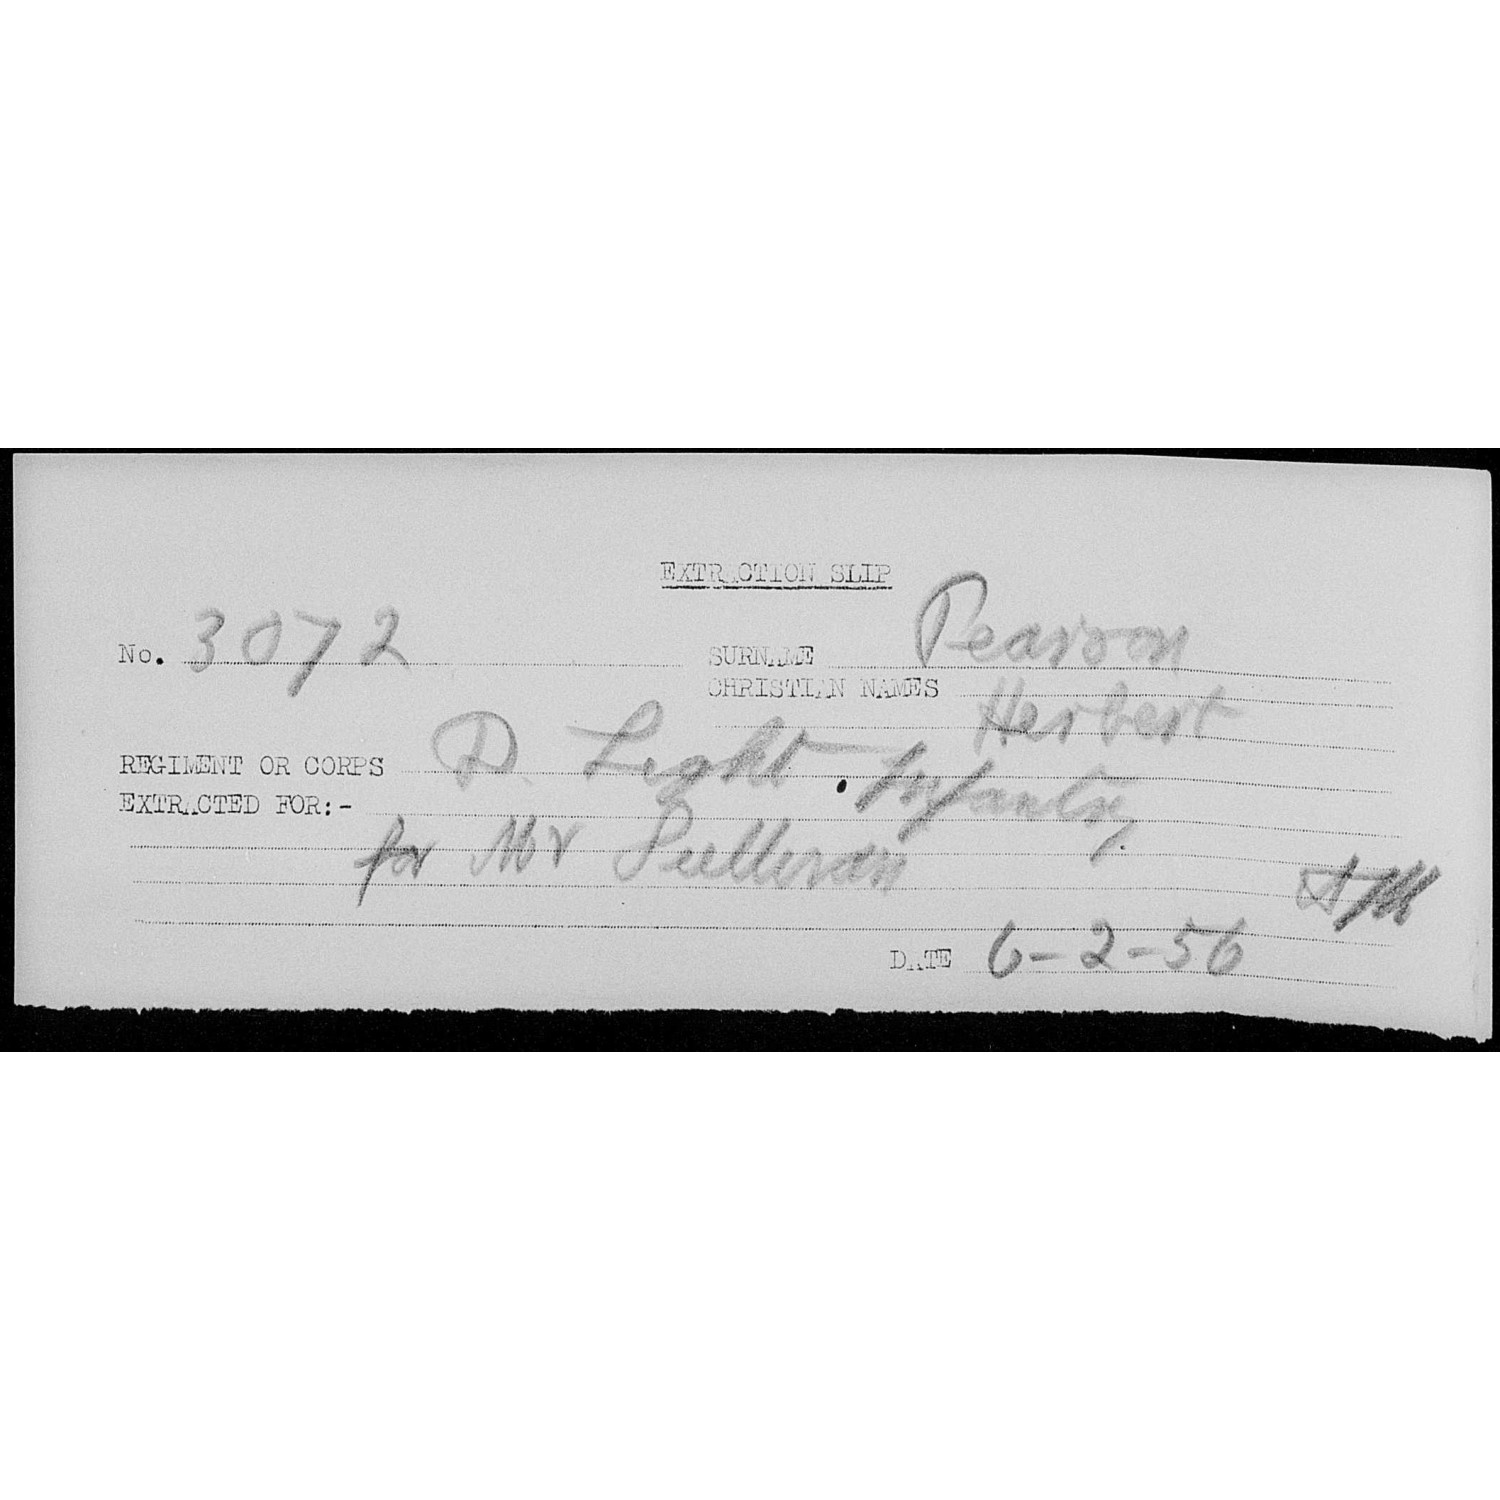 EXTRACTION SLIP
No. 3072 SURNAME Pearson
CHRISTIAN NAMES Herbert
REGIMENT OR CORPS D. Light Infantry
EXTRACTED FOR:-
for Mr Sullivan
DATE 6-2-56